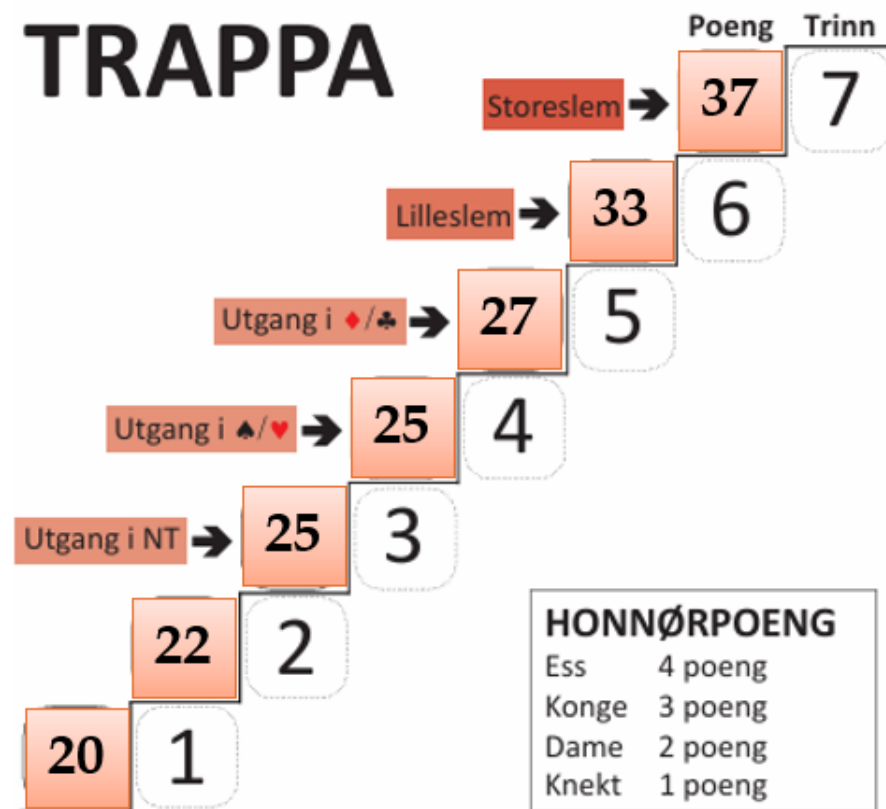 TRAPPA
Poeng Trinn
Storeslem → 37 7
Lilleslem → 33 6
Utgang i ♦/♣ → 27 5
Utgang i ♠/♥ → 25 4
Utgang i NT → 25 3
22 2
20 1
HONNØRPOENG
Ess 4 poeng
Konge 3 poeng
Dame 2 poeng
Knekt 1 poeng